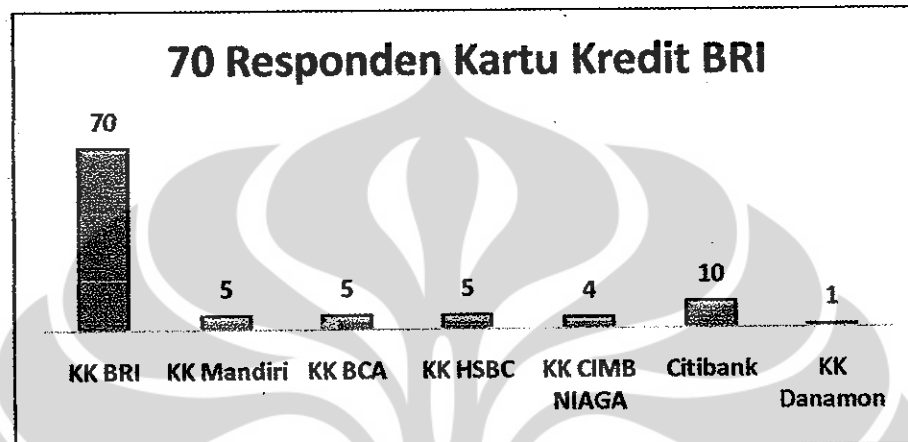 70 Responden Kartu Kredit BRI
70
5
5
5
4
10
1
KK BRI
KK Mandiri
KK BCA
KK HSBC
KK CIMB
NIAGA
Citibank
KK
Danamon